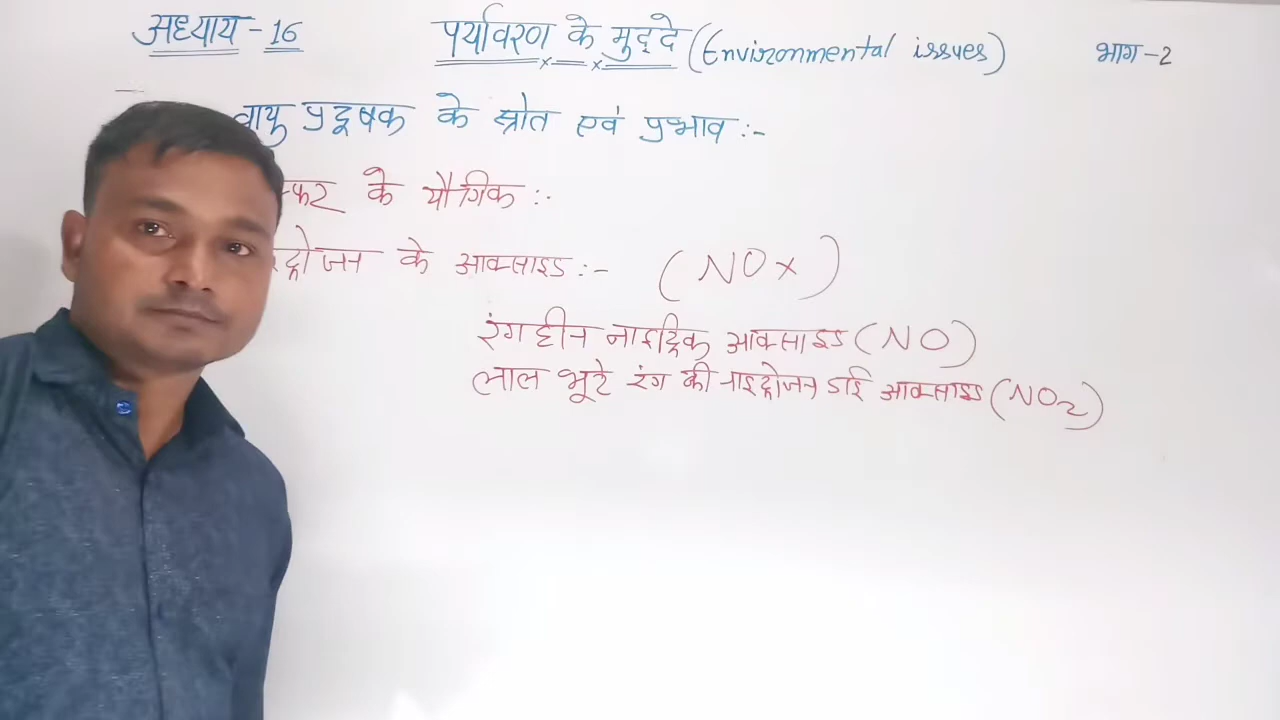 अध्याय - 16 पर्यावरण के मुद्दे (Environmental issues) भाग-2
वायु प्रदूषक के स्रोत एवं प्रभाव :-
के यौगिक :-
के आक्साइड :- (NOx)
रंगहीन नाइट्रिक आक्साइड (NO)
लाल भूरे रंग की नाइट्रोजन डाई आक्साइड (NO2)